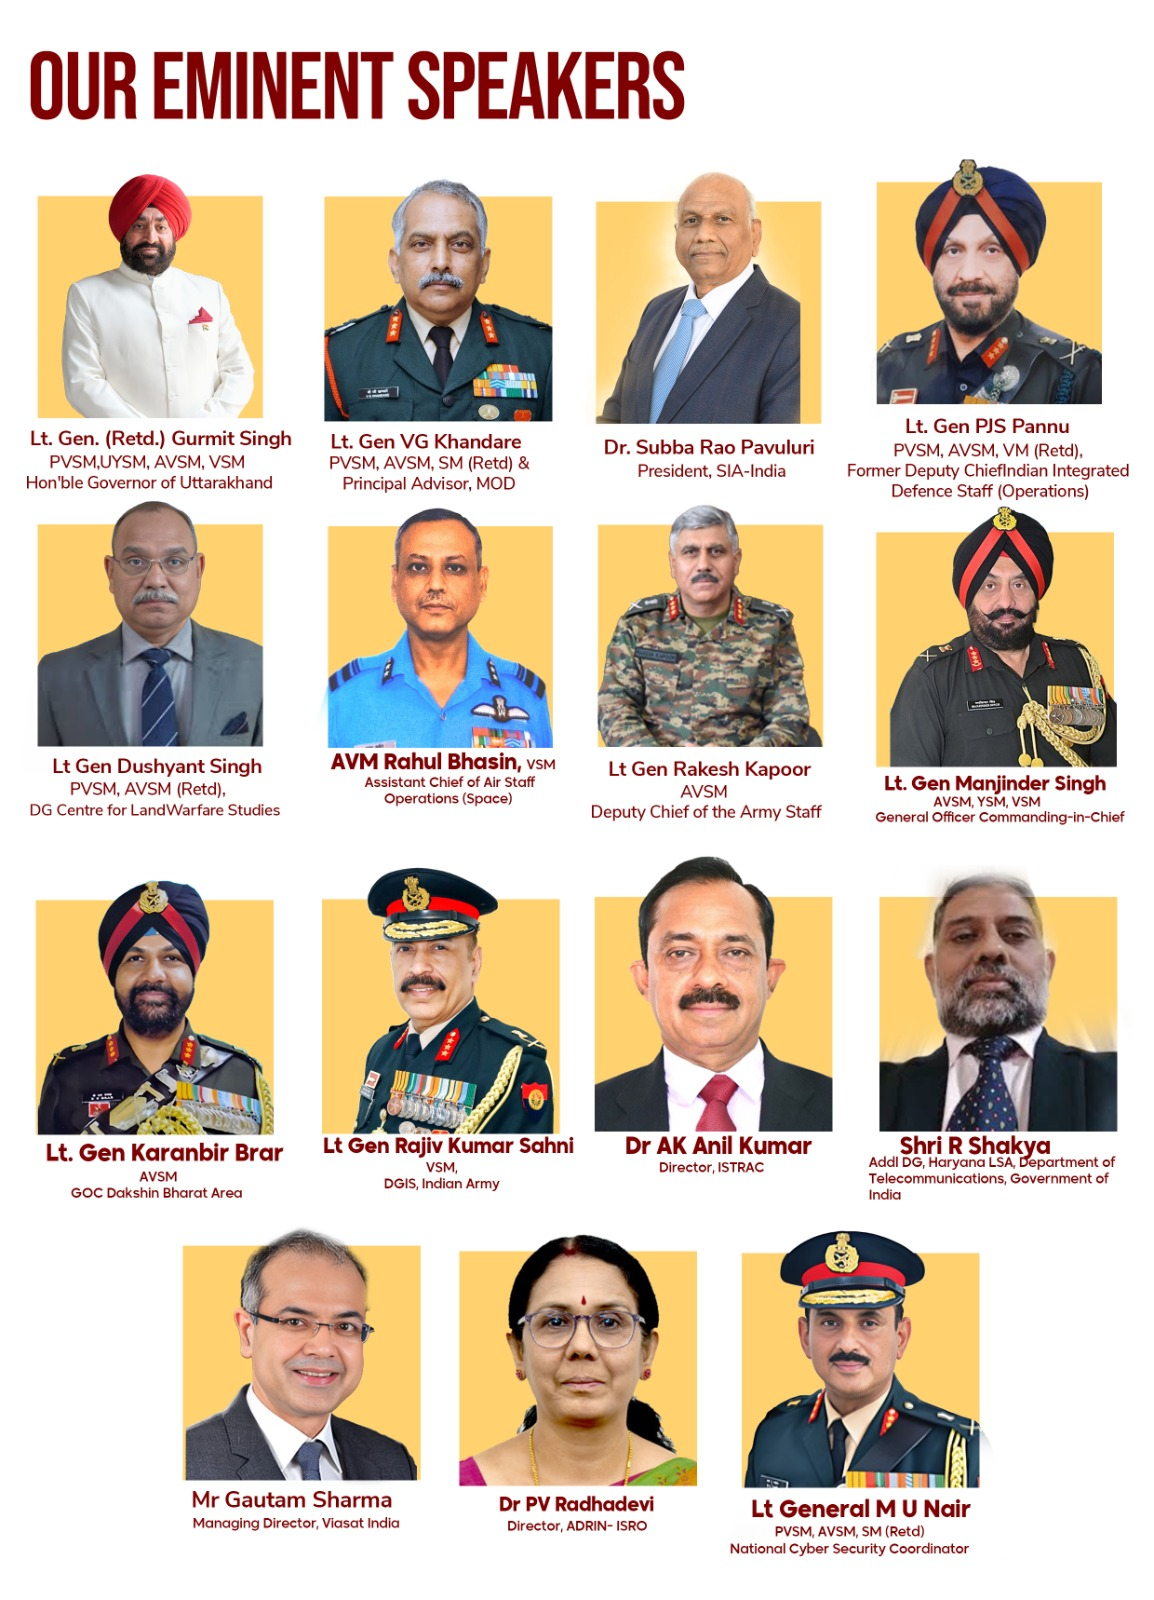 OUR EMINENT SPEAKERS
Lt. Gen. (Retd.) Gurmit Singh
PVSM,UYSM, AVSM, VSM
Hon'ble Governor of Uttarakhand
Lt. Gen VG Khandare
PVSM, AVSM, SM (Retd) &
Principal Advisor, MOD
Dr. Subba Rao Pavuluri
President, SIA-India
Lt. Gen PJS Pannu
PVSM, AVSM, VM (Retd),
Former Deputy ChiefIndian Integrated
Defence Staff (Operations)
Lt Gen Dushyant Singh
PVSM, AVSM (Retd),
DG Centre for LandWarfare Studies
AVM Rahul Bhasin, VSM
Assistant Chief of Air Staff
Operations (Space)
Lt Gen Rakesh Kapoor
AVSM
Deputy Chief of the Army Staff
Lt. Gen Manjinder Singh
AVSM, YSM, VSM
General Officer Commanding-in-Chief
Lt. Gen Karanbir Brar
AVSM
GOC Dakshin Bharat Area
Lt Gen Rajiv Kumar Sahni
VSM,
DGIS, Indian Army
Dr AK Anil Kumar
Director, ISTRAC
Shri R Shakya
Addl DG, Haryana LSA, Department of
Telecommunications, Government of
India
Mr Gautam Sharma
Managing Director, Viasat India
Dr PV Radhadevi
Director, ADRIN- ISRO
Lt General M U Nair
PVSM, AVSM, SM (Retd)
National Cyber Security Coordinator